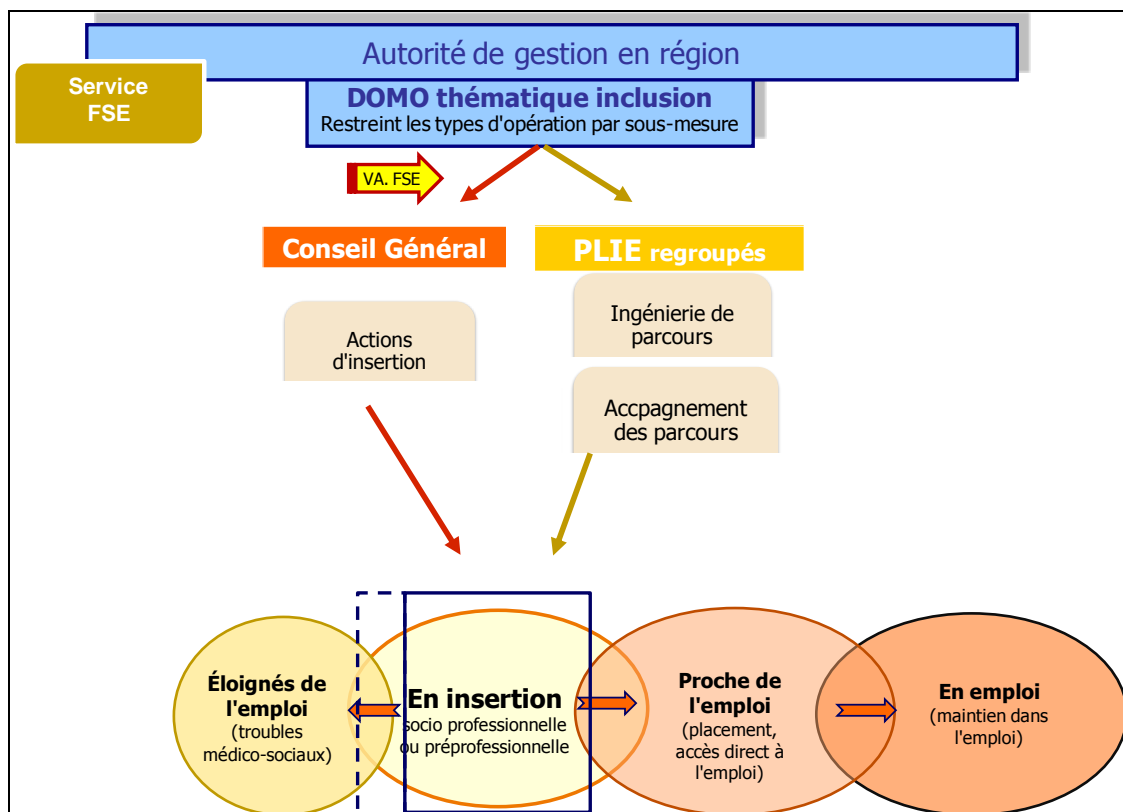 Autorité de gestion en région
Service
FSE
DOMO thématique inclusion
Restreint les types d'opération par sous-mesure
VA. FSE
Conseil Général
PLIE regroupés
Actions
d'insertion
Ingénierie de
parcours
Accpagnement
des parcours
Éloignés de
l'emploi
(troubles
médico-sociaux)
En insertion
socio professionnelle
ou préprofessionnelle
Proche de
l'emploi
(placement,
accès direct à
l'emploi)
En emploi
(maintien dans
l'emploi)